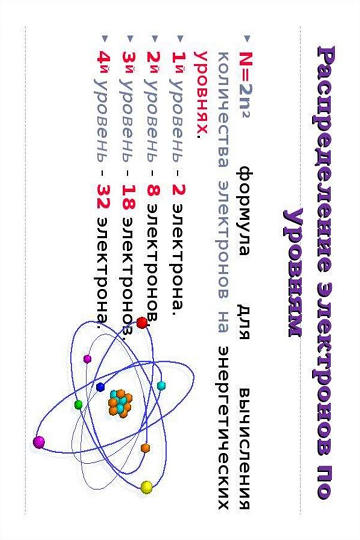 Распределение электронов по
уровням
N=2n² формула для вычисления
количества электронов на энергетических
уровнях.
1й уровень – 2 электрона.
2й уровень – 8 электронов.
3й уровень – 18 электронов.
4й уровень – 32 электрона.